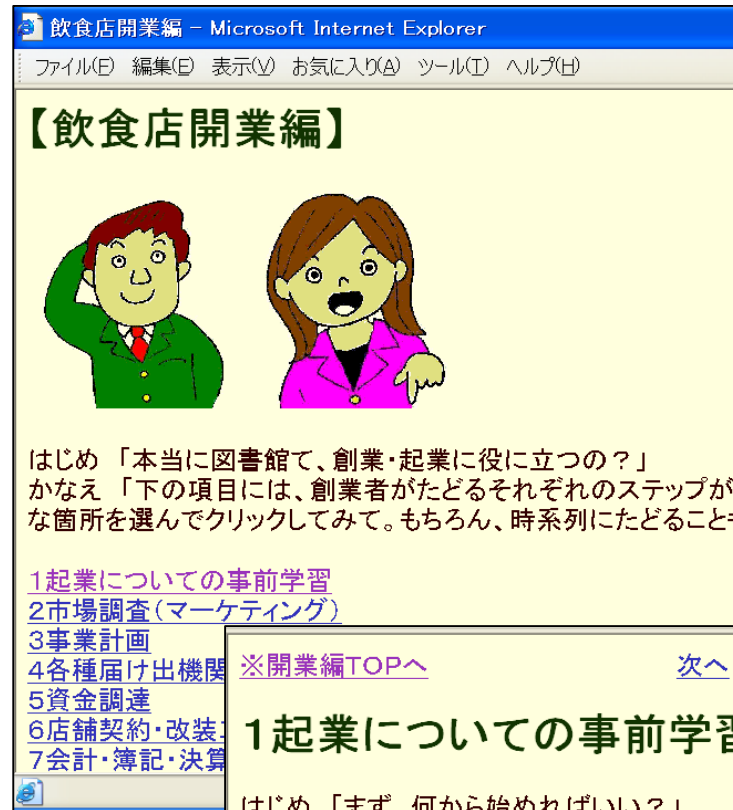 飲食店開業編 - Microsoft Internet Explorer
ファイル(F) 編集(E) 表示(V) お気に入り(A) ツール(T) ヘルプ(H)
【飲食店開業編】
はじめ 「本当に図書館て、創業・起業に役に立つの？」
かなえ 「下の項目には、創業者がたどるそれぞれのステップが
な箇所を選んでクリックしてみて。もちろん、時系列にたどること
1起業についての事前学習
2市場調査(マーケティング)
3事業計画
4各種届け出機関
5資金調達
6店舗契約・改装
7会計・簿記・決算
※開業編TOPへ 次へ
1起業についての事前学習
はじめ 「まず、何から始めればいい？」